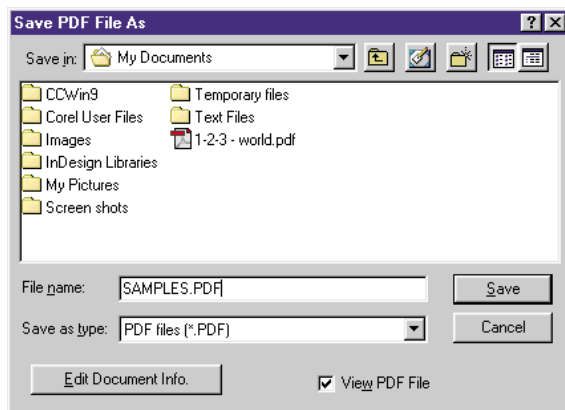 Save PDF File As
Save in: My Documents
CCWin9
Corel User Files
Images
InDesign Libraries
My Pictures
Screen shots
Temporary files
Text Files
1-2-3 - world.pdf
File name: SAMPLES.PDF Save
Save as type: PDF files (*.PDF) Cancel
Edit Document Info. View PDF File